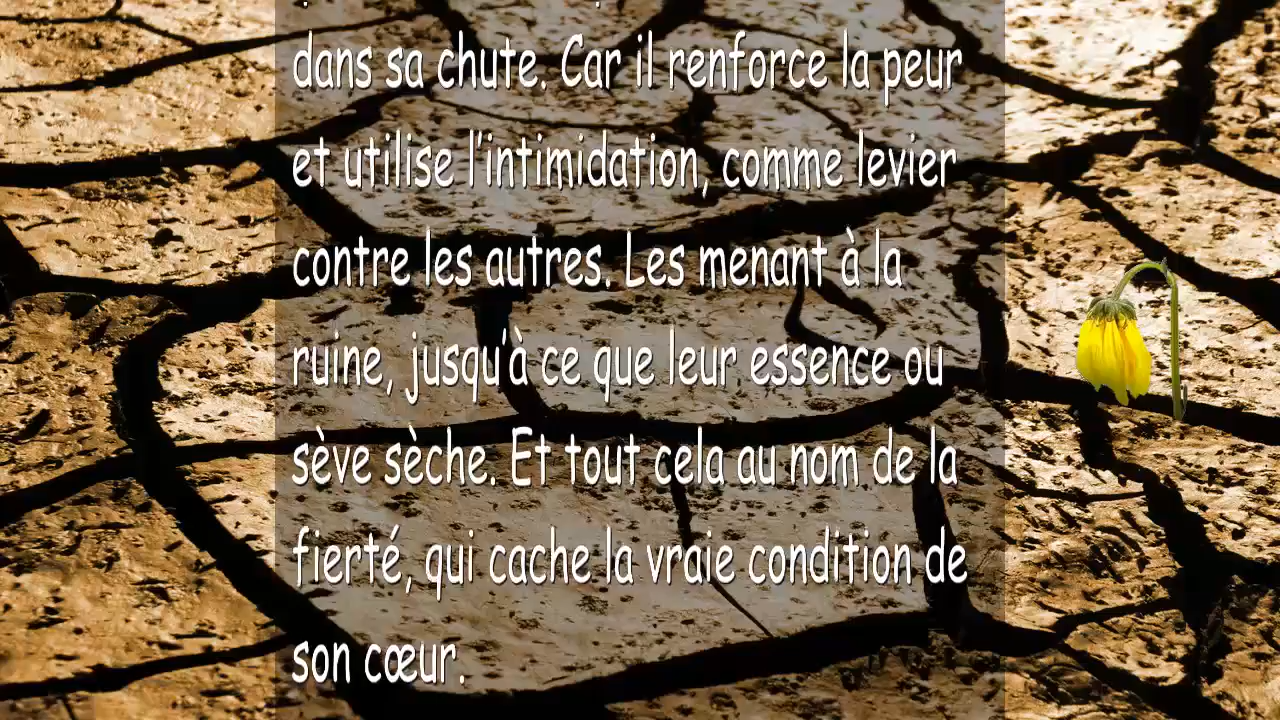 dans sa chute. Car il renforce la peur
et utilise l'intimidation, comme levier
contre les autres. Les menant à la
ruine, jusqu'à ce que leur essence ou
sève sèche. Et tout cela au nom de la
fierté, qui cache la vraie condition de
son cœur.